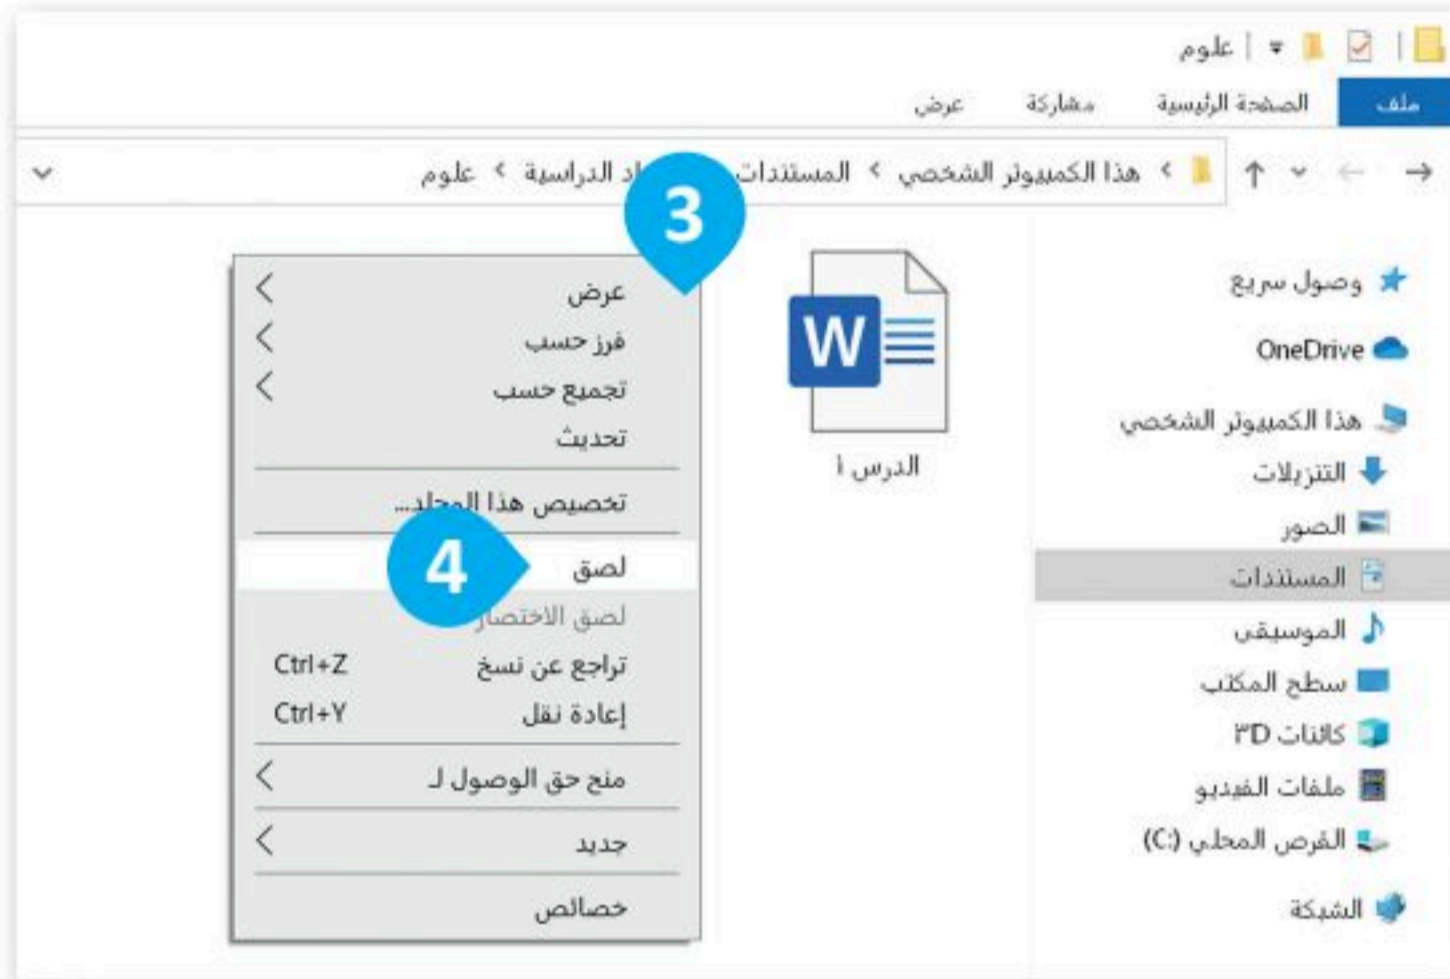 علوم
ملف الصفحة الرئيسية مشاركة عرض
هذا الكمبيوتر الشخصي > المستندات الدراسية > علوم
3
وصول سريع
OneDrive
هذا الكمبيوتر الشخصي
التنزيلات
الصور
المستندات
الموسيقى
سطح المكتب
كائنات ٣D
ملفات الفيديو
القرص المحلي (C:)
الشبكة
W
الدرس ١
عرض
فرز حسب
تجميع حسب
تحديث
تخصيص هذا المجلد...
لصق
4
لصق الاختصار
تراجع عن نسخ Ctrl+Z
إعادة نقل Ctrl+Y
منح حق الوصول لـ
جديد
خصائص